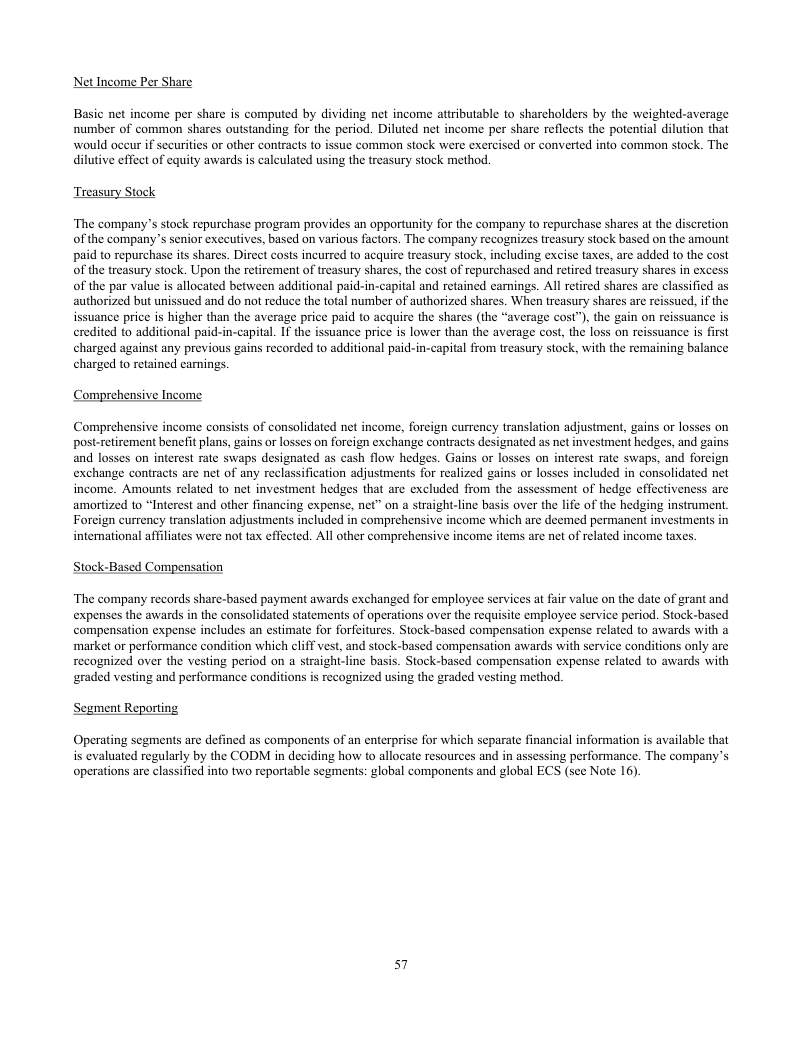 Net Income Per Share
Basic net income per share is computed by dividing net income attributable to shareholders by the weighted-average
number of common shares outstanding for the period. Diluted net income per share reflects the potential dilution that
would occur if securities or other contracts to issue common stock were exercised or converted into common stock. The
dilutive effect of equity awards is calculated using the treasury stock method.
Treasury Stock
The company’s stock repurchase program provides an opportunity for the company to repurchase shares at the discretion
of the company’s senior executives, based on various factors. The company recognizes treasury stock based on the amount
paid to repurchase its shares. Direct costs incurred to acquire treasury stock, including excise taxes, are added to the cost
of the treasury stock. Upon the retirement of treasury shares, the cost of repurchased and retired treasury shares in excess
of the par value is allocated between additional paid-in-capital and retained earnings. All retired shares are classified as
authorized but unissued and do not reduce the total number of authorized shares. When treasury shares are reissued, if the
issuance price is higher than the average price paid to acquire the shares (the “average cost”), the gain on reissuance is
credited to additional paid-in-capital. If the issuance price is lower than the average cost, the loss on reissuance is first
charged against any previous gains recorded to additional paid-in-capital from treasury stock, with the remaining balance
charged to retained earnings.
Comprehensive Income
Comprehensive income consists of consolidated net income, foreign currency translation adjustment, gains or losses on
post-retirement benefit plans, gains or losses on foreign exchange contracts designated as net investment hedges, and gains
and losses on interest rate swaps designated as cash flow hedges. Gains or losses on interest rate swaps, and foreign
exchange contracts are net of any reclassification adjustments for realized gains or losses included in consolidated net
income. Amounts related to net investment hedges that are excluded from the assessment of hedge effectiveness are
amortized to “Interest and other financing expense, net” on a straight-line basis over the life of the hedging instrument.
Foreign currency translation adjustments included in comprehensive income which are deemed permanent investments in
international affiliates were not tax effected. All other comprehensive income items are net of related income taxes.
Stock-Based Compensation
The company records share-based payment awards exchanged for employee services at fair value on the date of grant and
expenses the awards in the consolidated statements of operations over the requisite employee service period. Stock-based
compensation expense includes an estimate for forfeitures. Stock-based compensation expense related to awards with a
market or performance condition which cliff vest, and stock-based compensation awards with service conditions only are
recognized over the vesting period on a straight-line basis. Stock-based compensation expense related to awards with
graded vesting and performance conditions is recognized using the graded vesting method.
Segment Reporting
Operating segments are defined as components of an enterprise for which separate financial information is available that
is evaluated regularly by the CODM in deciding how to allocate resources and in assessing performance. The company’s
operations are classified into two reportable segments: global components and global ECS (see Note 16).
57